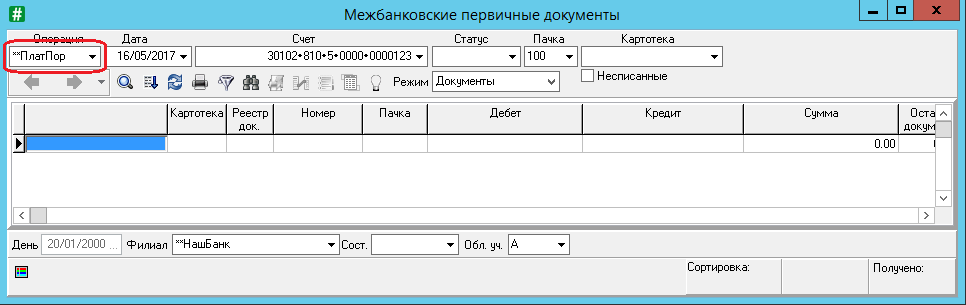 Межбанковские первичные документы
Операция Дата Счет Статус Пачка Картотека
**ПлатПор 16/05/2017 30102*810*5*0000*0000123 100
Режим Документы Несписанные
Картотека Реестр док. Номер Пачка Дебет Кредит Сумма Оста докум
0.00
День 20/01/2000 ... Филиал **НашБанк Сост. Обл. уч. А
Сортировка: Получено: